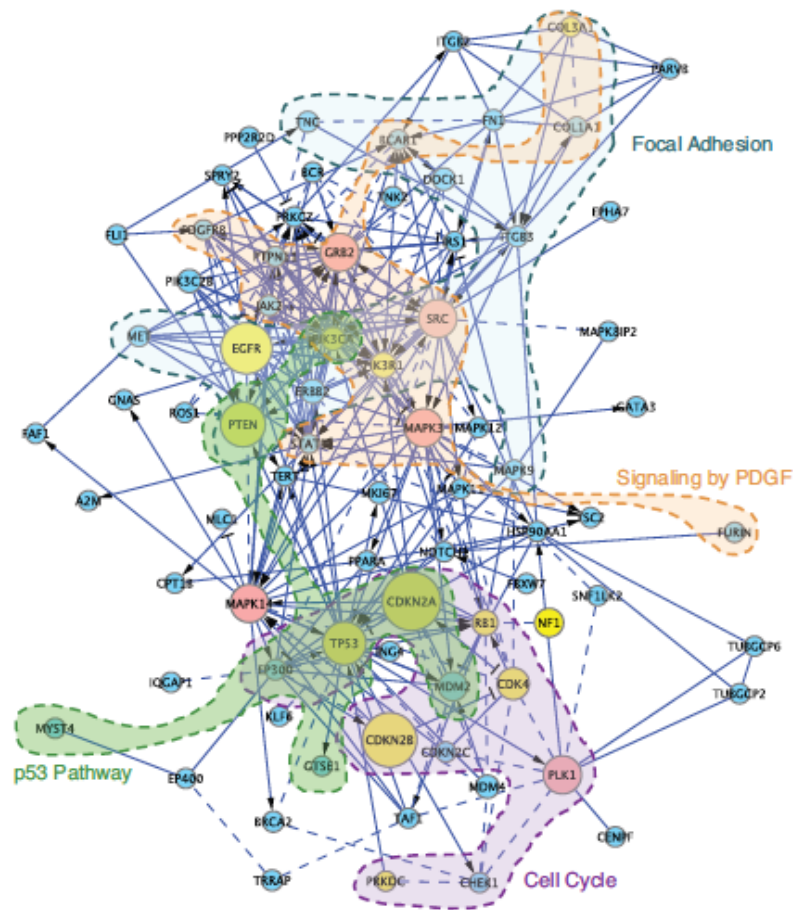 COL3A1
ITGB2
PARVB
TNC
FN1
COL1A1
PPP2R2D
BCAR1
Focal Adhesion
SPRY2
BCR
DOCK1
TNK2
EPHA7
PRKCZ
FLI1
PDGFRB
GRB2
IRS1
ITGB3
PTPN1
PIK3C2B
JAK2
SRC
MET
EGFR
PIK3CA
MAPK8IP2
PIK3R1
ERBB2
GNAS
ROS1
PTEN
MAPK3
MAPK12
GATA3
FAF1
STAT3
TERT
MAPK9
Signaling by PDGF
A2M
MKI67
MLC1
HSP90AA1
TSC2
FURIN
NOTCH1
PPARA
CPT1B
FBXW7
SNF1LK2
MAPK14
CDKN2A
RB1
NF1
TP53
ING4
TUBGCP6
EP300
IQGAP1
MDM2
CDK4
TUBGCP2
KLF6
MYST4
CDKN2B
CDKN2C
p53 Pathway
GTSE1
EP400
PLK1
MDM4
BRCA2
TAF1
CENPF
TRRAP
PRKDC
CHEK1
Cell Cycle